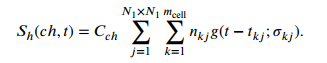 S_h(ch, t) = C_{ch} \sum_{j=1}^{N_1 \times N_1} \sum_{k=1}^{m_{cell}} n_{kj} g(t - t_{kj}; \sigma_{kj}).